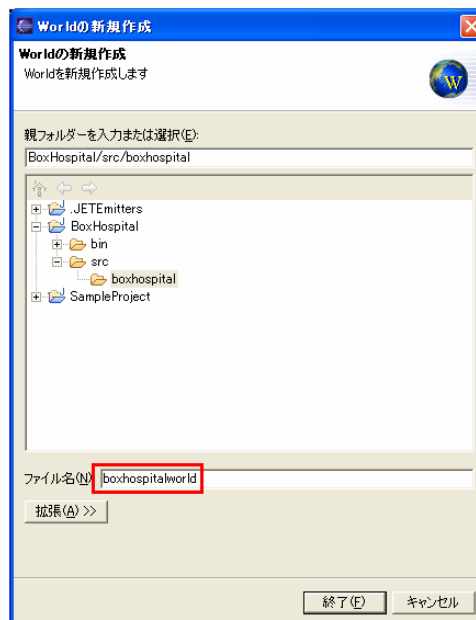 Worldの新規作成
Worldの新規作成
Worldを新規作成します
W
親フォルダーを入力または選択(E):
BoxHospital/src/boxhospital
.JETEmitters
BoxHospital
bin
src
boxhospital
SampleProject
ファイル名(N) boxhospitalworld
拡張(A) >>
終了(F) キャンセル